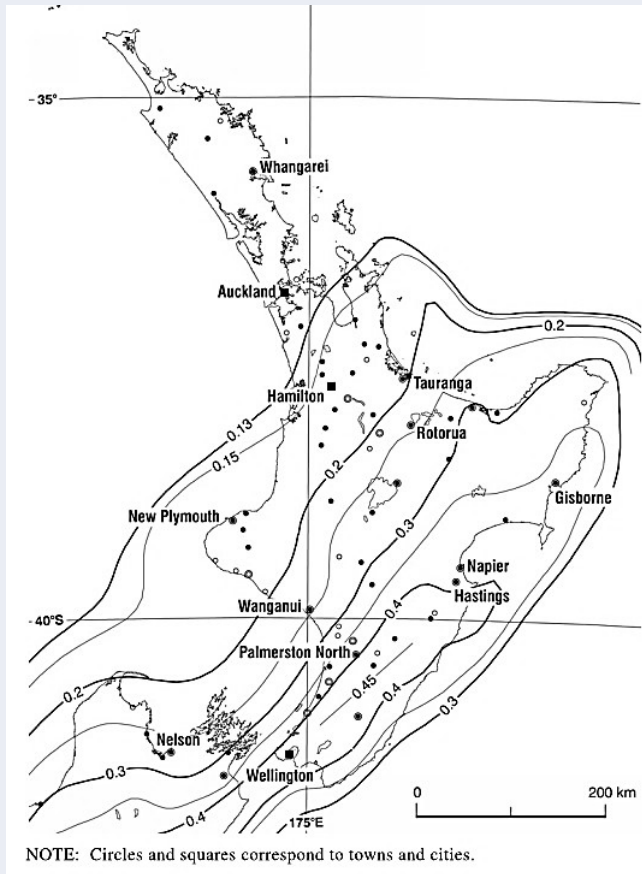 35°
Whangarei
Auckland
0.2
Tauranga
Hamilton
0.13
Rotorua
0.15
0.2
Gisborne
New Plymouth
0.3
Napier
Hastings
Wanganui
0.4
40°S
Palmerston North
0.45
0.4
0.2
0.3
Nelson
0.3
Wellington
0 200 km
0.4
175°E
NOTE: Circles and squares correspond to towns and cities.